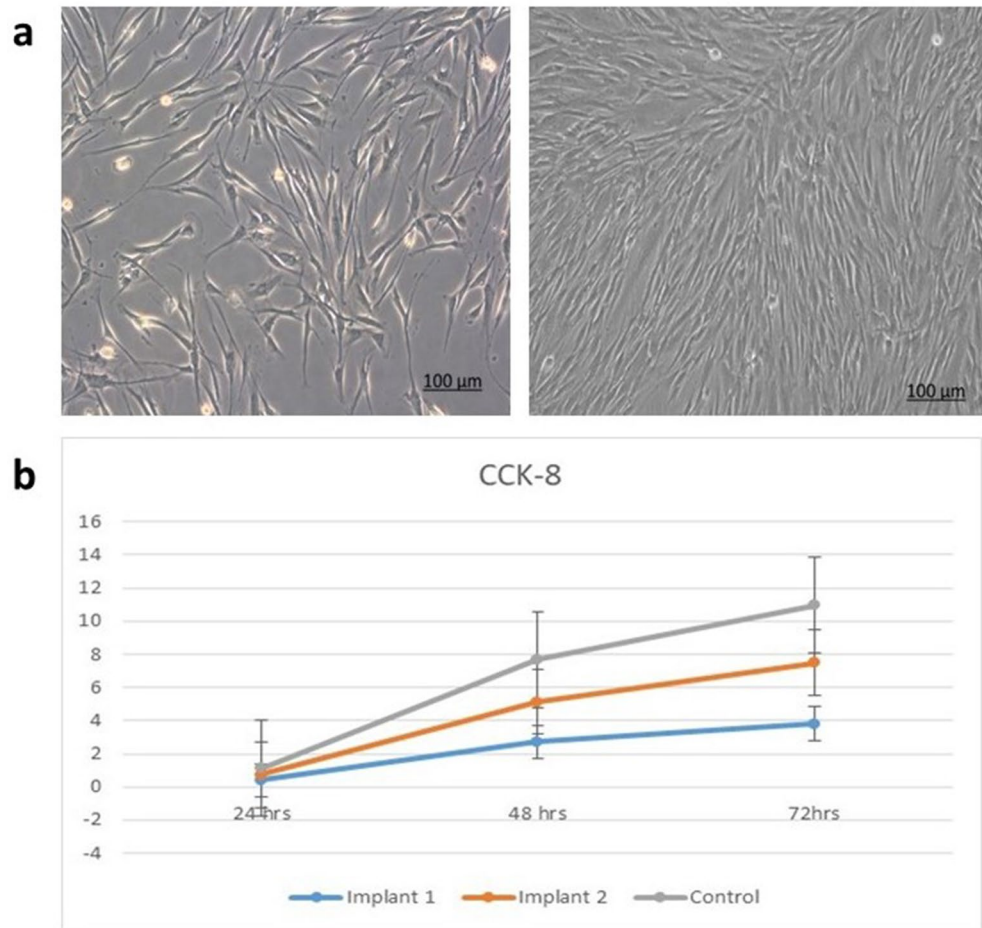 a
100 µm
100 µm
b
CCK-8
16
14
12
10
8
6
4
2
0
24 hrs
48 hrs
72hrs
-2
-4
Implant 1
Implant 2
Control